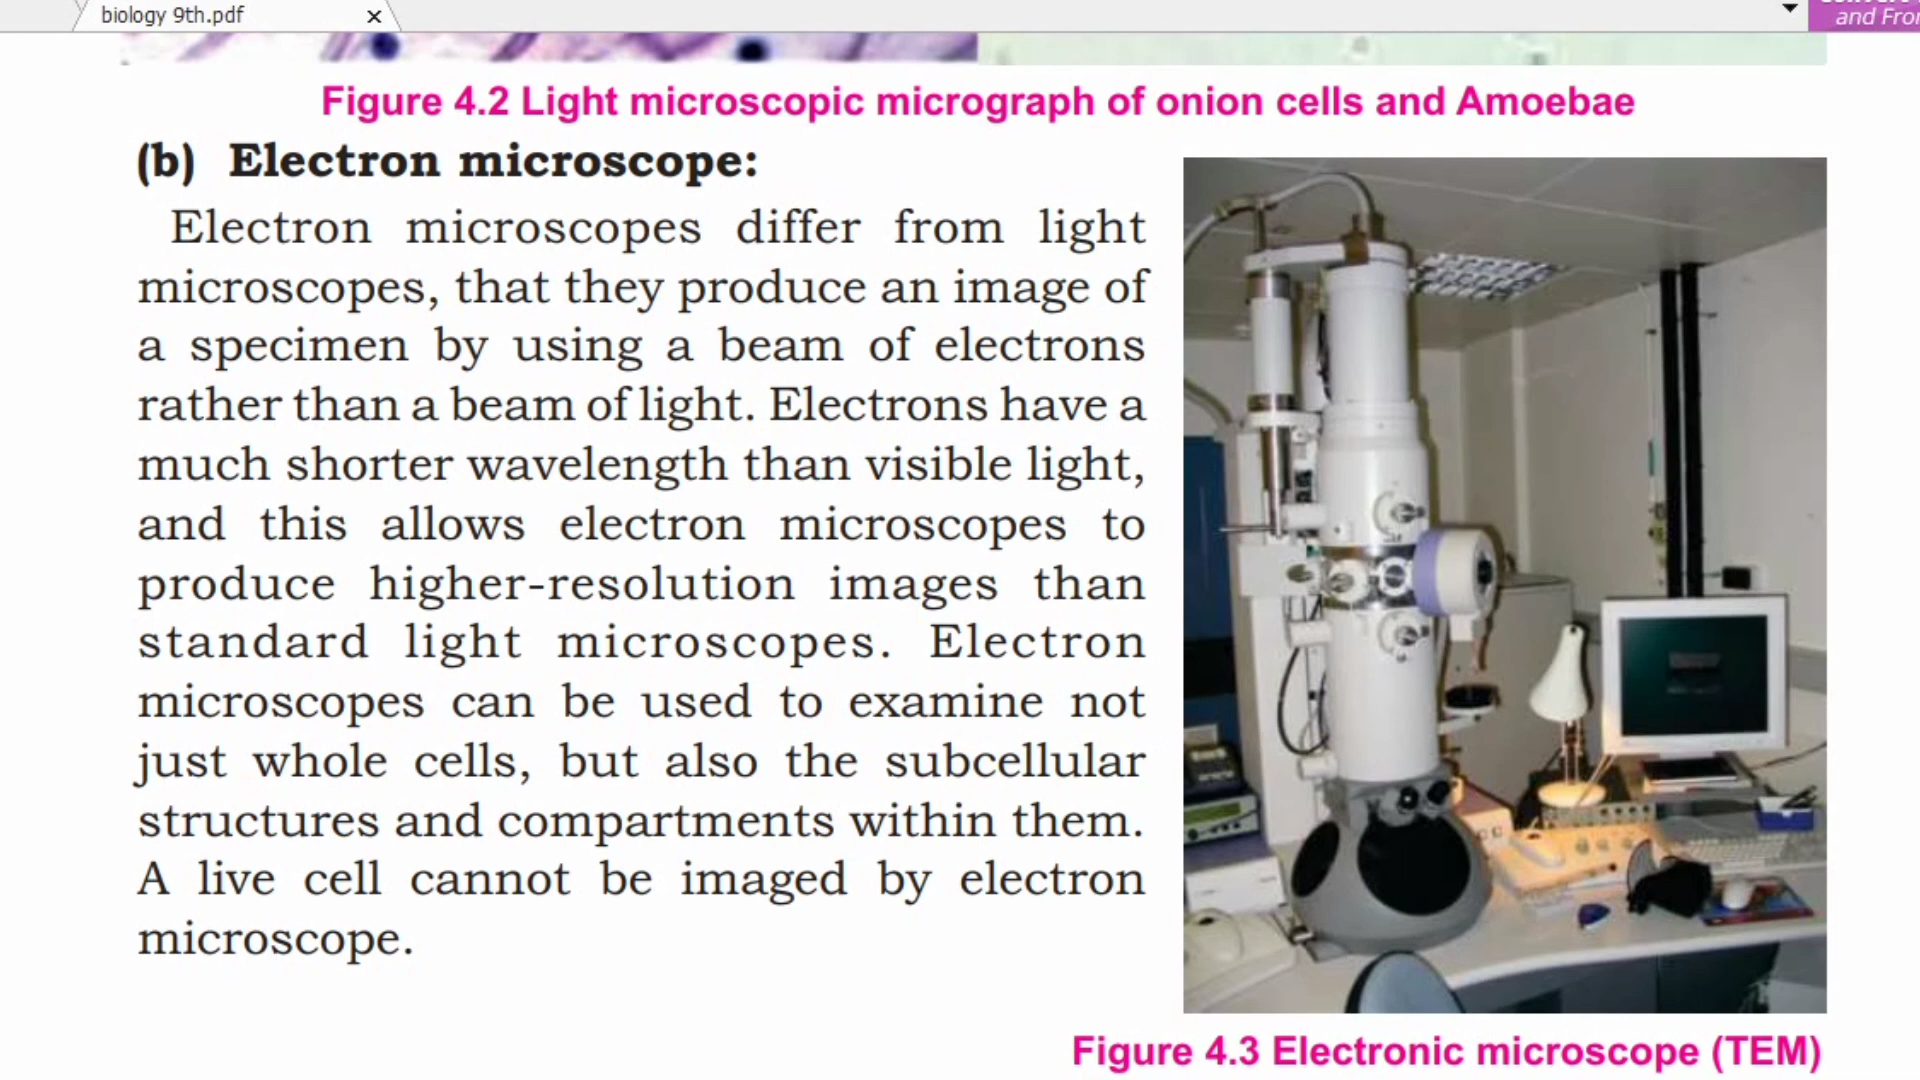 biology 9th.pdf
and Fro
Figure 4.2 Light microscopic micrograph of onion cells and Amoebae
(b) Electron microscope:
Electron microscopes differ from light
microscopes, that they produce an image of
a specimen by using a beam of electrons
rather than a beam of light. Electrons have a
much shorter wavelength than visible light,
and this allows electron microscopes to
produce higher-resolution images than
standard light microscopes. Electron
microscopes can be used to examine not
just whole cells, but also the subcellular
structures and compartments within them.
A live cell cannot be imaged by electron
microscope.
Figure 4.3 Electronic microscope (TEM)